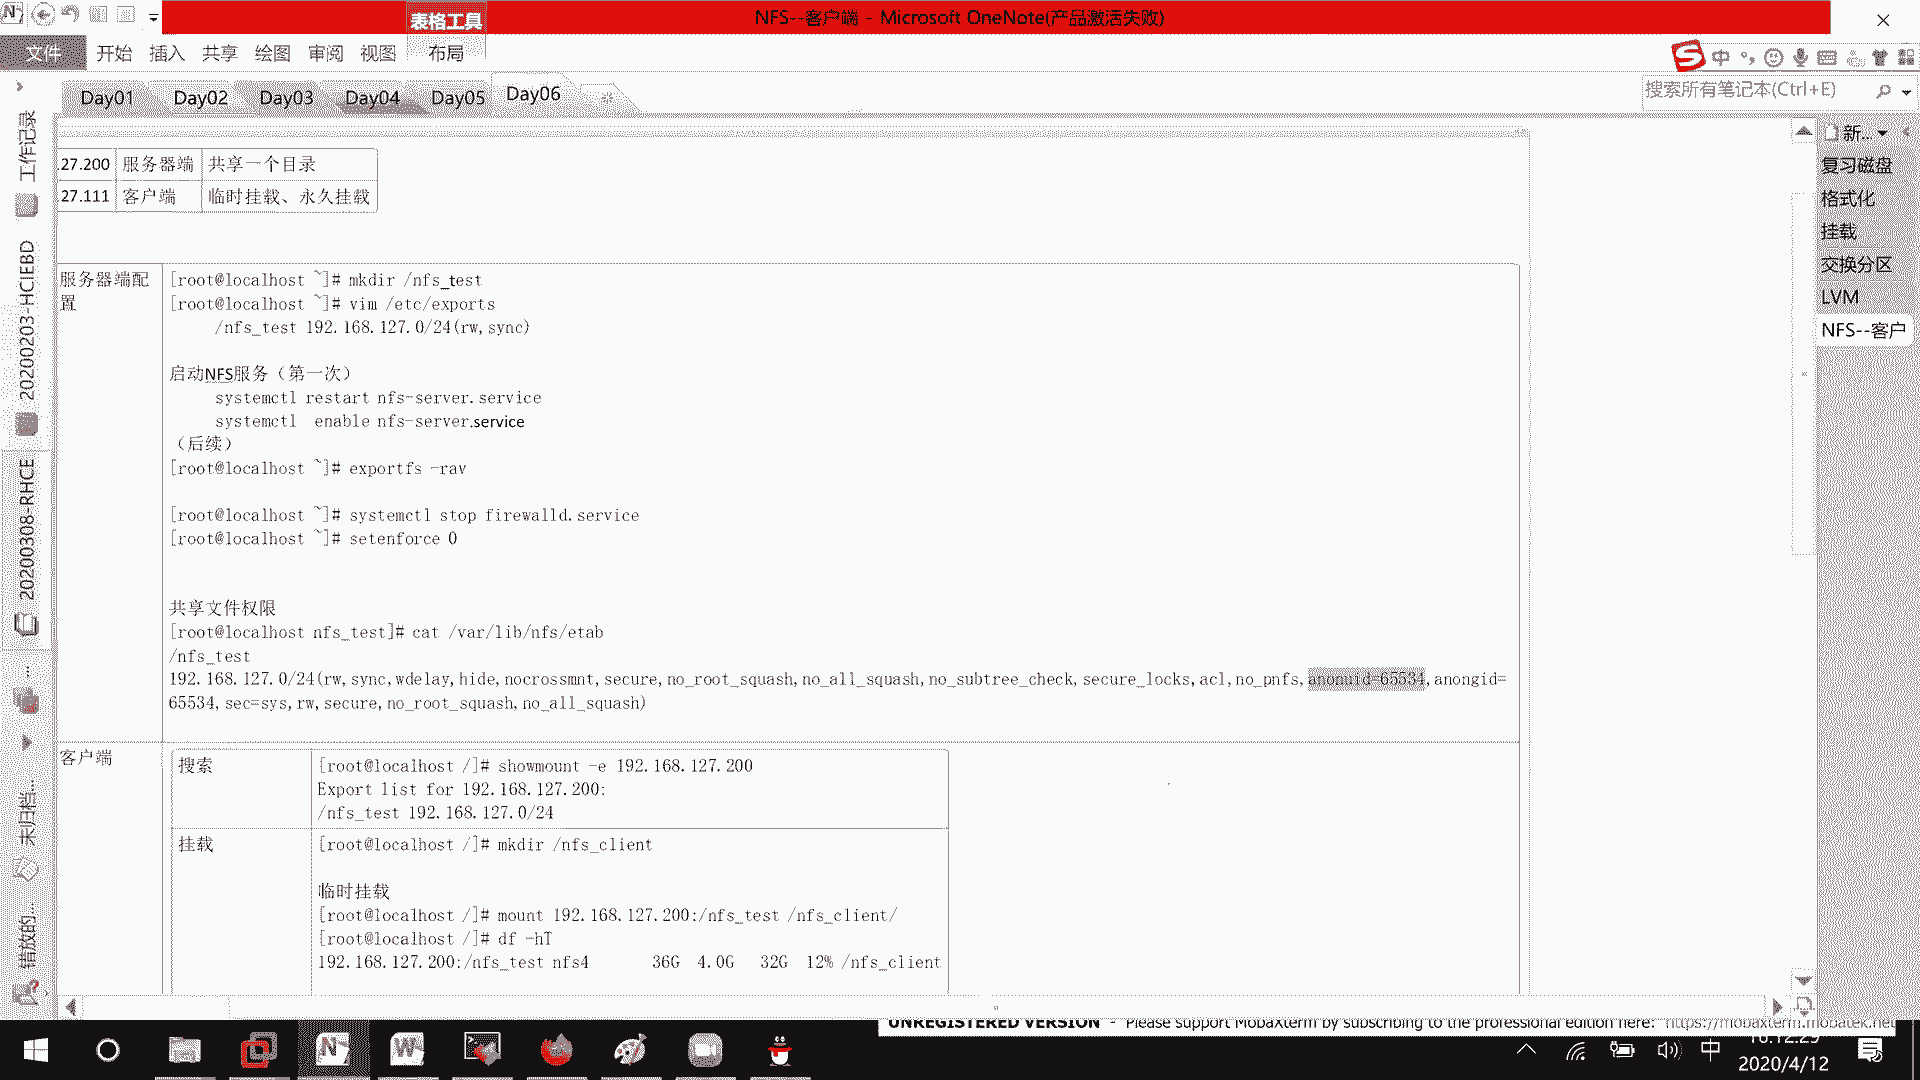 表格工具
NFS--客户端 - Microsoft OneNote(产品激活失败)
文件 开始 插入 共享 绘图 审阅 视图 布局
中
Day01 Day02 Day03 Day04 Day05 Day06
搜索所有笔记本(Ctrl+E)
工作记录
20200203-HCIEBD
20200308-RHCE
未归档...
错放的...
新...
复习磁盘
格式化
挂载
交换分区
LVM
NFS--客户
.27.200 服务器端 共享一个目录
.27.111 客户端 临时挂载、永久挂载
服务器端配置
[root@localhost ~]# mkdir /nfs_test
[root@localhost ~]# vim /etc/exports
/nfs_test 192.168.127.0/24(rw,sync)
启动NFS服务（第一次）
systemctl restart nfs-server.service
systemctl enable nfs-server.service
（后续）
[root@localhost ~]# exportfs -rav
[root@localhost ~]# systemctl stop firewalld.service
[root@localhost ~]# setenforce 0
共享文件权限
[root@localhost nfs_test]# cat /var/lib/nfs/etab
/nfs_test
192.168.127.0/24(rw,sync,wdelay,hide,nocrossmnt,secure,no_root_squash,no_all_squash,no_subtree_check,secure_locks,acl,no_pnfs,anonuid=65534,anongid=
65534,sec=sys,rw,secure,no_root_squash,no_all_squash)
客户端
搜索
[root@localhost /]# showmount -e 192.168.127.200
Export list for 192.168.127.200:
/nfs_test 192.168.127.0/24
挂载
[root@localhost /]# mkdir /nfs_client
临时挂载
[root@localhost /]# mount 192.168.127.200:/nfs_test /nfs_client/
[root@localhost /]# df -hT
192.168.127.200:/nfs_test nfs4 36G 4.0G 32G 12% /nfs_client
UNREGISTERED VERSION - Please support MobaXterm by subscribing to the professional edition here: https://mobaxterm.mobatek.net
中
16:12:29
2020/4/12